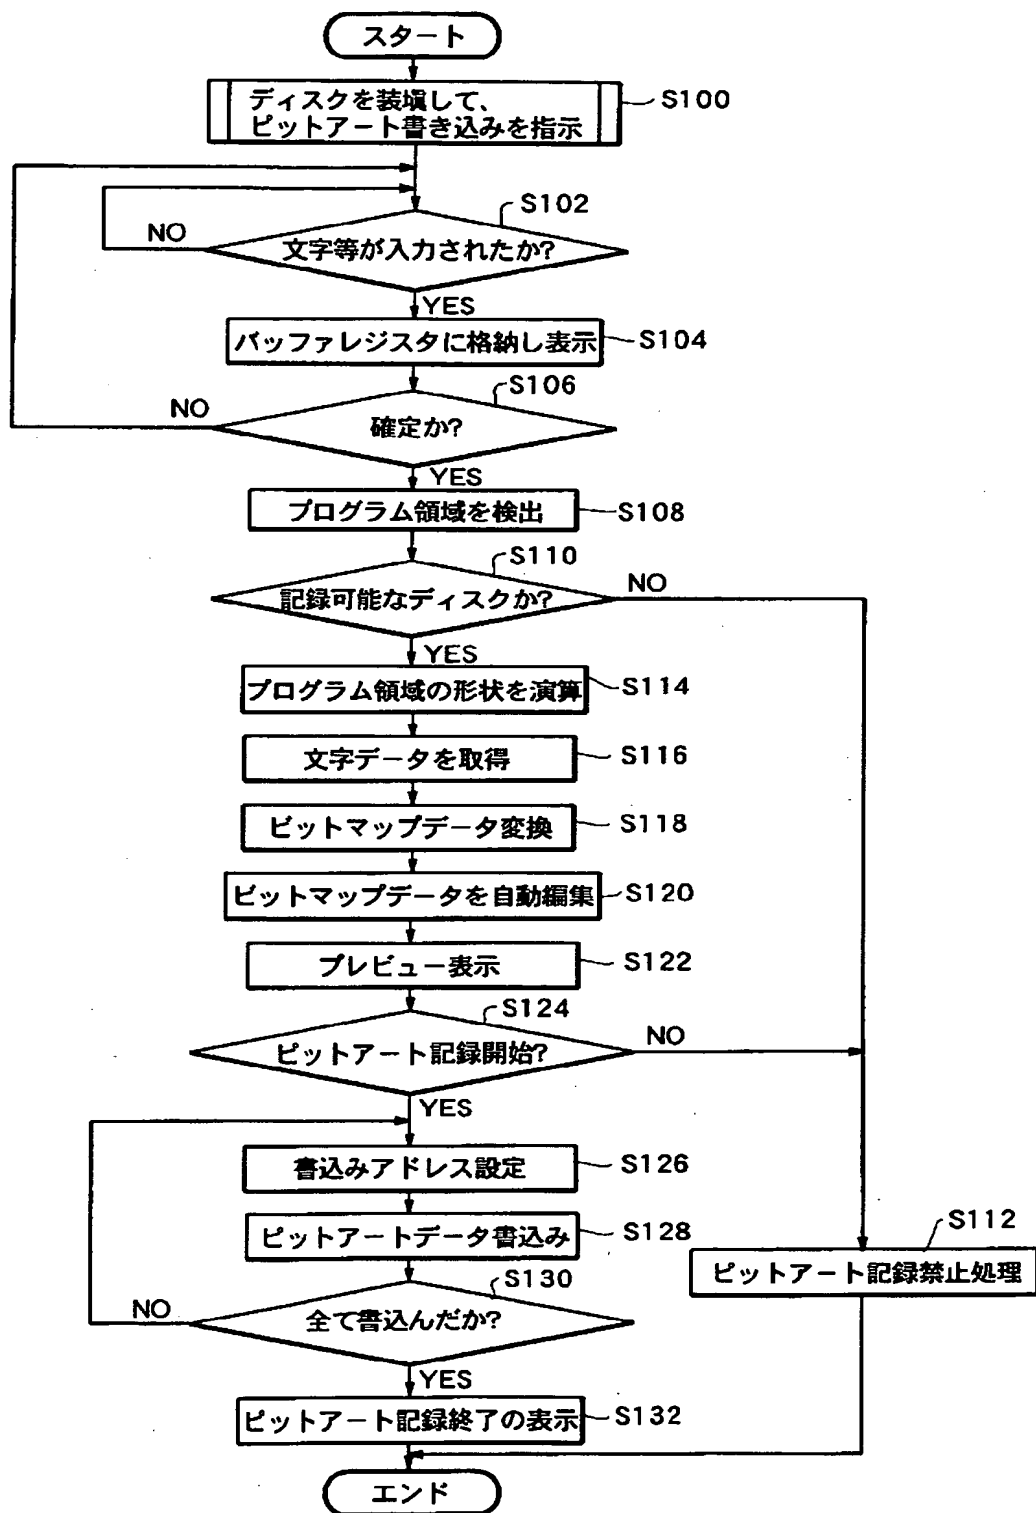 スタート
ディスクを装塡して、
ピットアート書き込みを指示
S100
S102
NO
文字等が入力されたか?
YES
バッファレジスタに格納し表示
S104
S106
NO
確定か?
YES
プログラム領域を検出
S108
S110
NO
記録可能なディスクか?
YES
プログラム領域の形状を演算
S114
文字データを取得
S116
ビットマップデータ変換
S118
ビットマップデータを自動編集
S120
プレビュー表示
S122
S124
NO
ピットアート記録開始?
YES
書込みアドレス設定
S126
ピットアートデータ書込み
S128
S112
ピットアート記録禁止処理
S130
NO
全て書込んだか?
YES
ピットアート記録終了の表示
S132
エンド